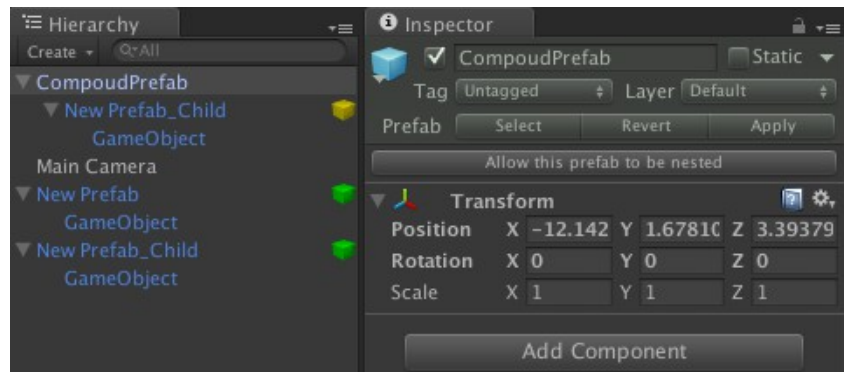 Hierarchy
Create
Q All
CompoudPrefab
New Prefab_Child
GameObject
Main Camera
New Prefab
GameObject
New Prefab_Child
GameObject
Inspector
CompoudPrefab Static
Tag Untagged Layer Default
Prefab Select Revert Apply
Allow this prefab to be nested
Transform
Position X -12.142 Y 1.6781 Z 3.39379
Rotation X 0 Y 0 Z 0
Scale X 1 Y 1 Z 1
Add Component